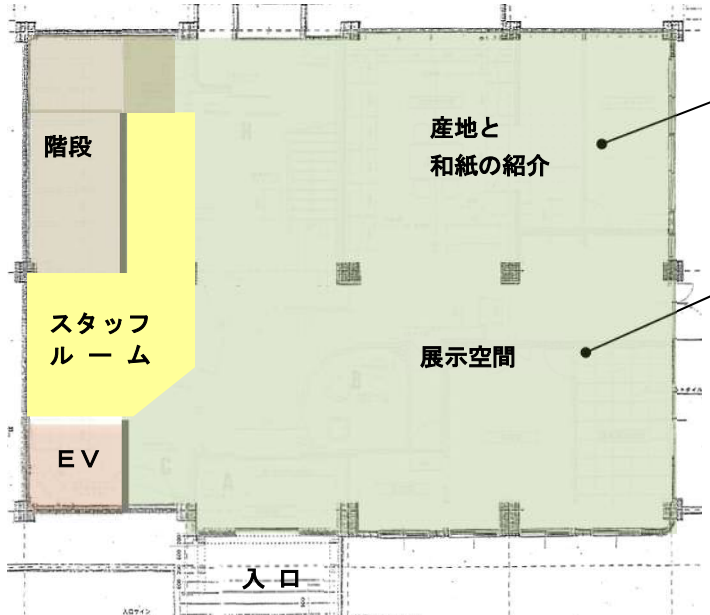 階段
産地と
和紙の紹介
スタッフ
ルーム
展示空間
ＥＶ
入口